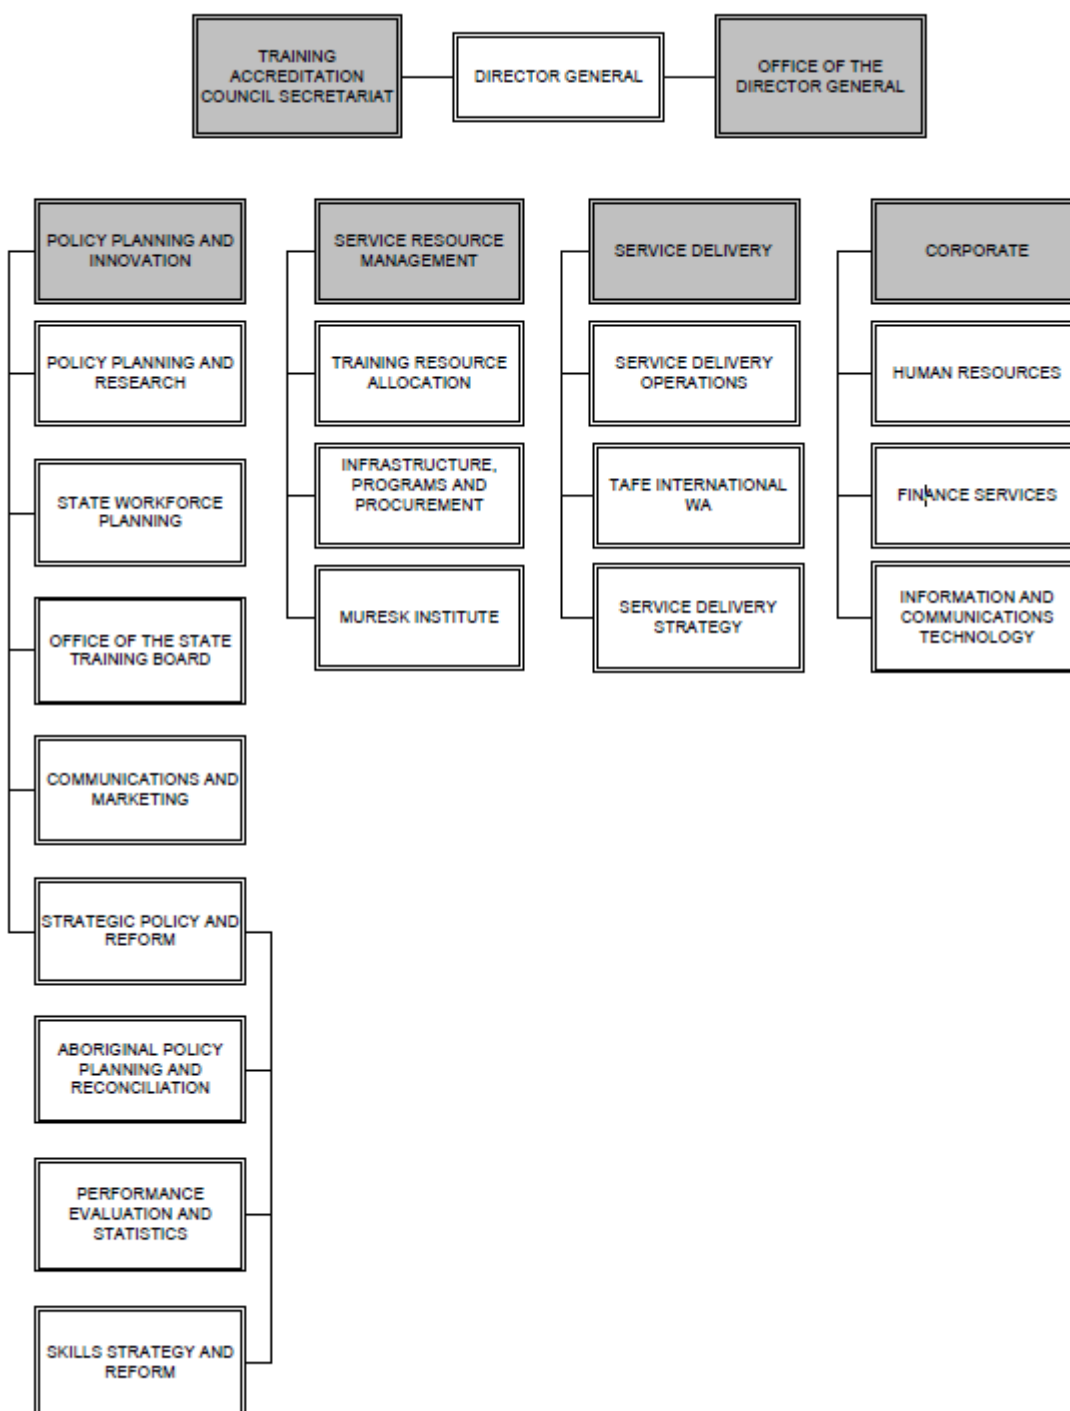 TRAINING
ACCREDITATION
COUNCIL SECRETARIAT
DIRECTOR GENERAL
OFFICE OF THE
DIRECTOR GENERAL
POLICY PLANNING AND
INNOVATION
POLICY PLANNING AND
RESEARCH
STATE WORKFORCE
PLANNING
OFFICE OF THE STATE
TRAINING BOARD
COMMUNICATIONS AND
MARKETING
STRATEGIC POLICY AND
REFORM
ABORIGINAL POLICY
PLANNING AND
RECONCILIATION
PERFORMANCE
EVALUATION AND
STATISTICS
SKILLS STRATEGY AND
REFORM
SERVICE RESOURCE
MANAGEMENT
TRAINING RESOURCE
ALLOCATION
INFRASTRUCTURE,
PROGRAMS AND
PROCUREMENT
MURESK INSTITUTE
SERVICE DELIVERY
SERVICE DELIVERY
OPERATIONS
TAFE INTERNATIONAL
WA
SERVICE DELIVERY
STRATEGY
CORPORATE
HUMAN RESOURCES
FINANCE SERVICES
INFORMATION AND
COMMUNICATIONS
TECHNOLOGY